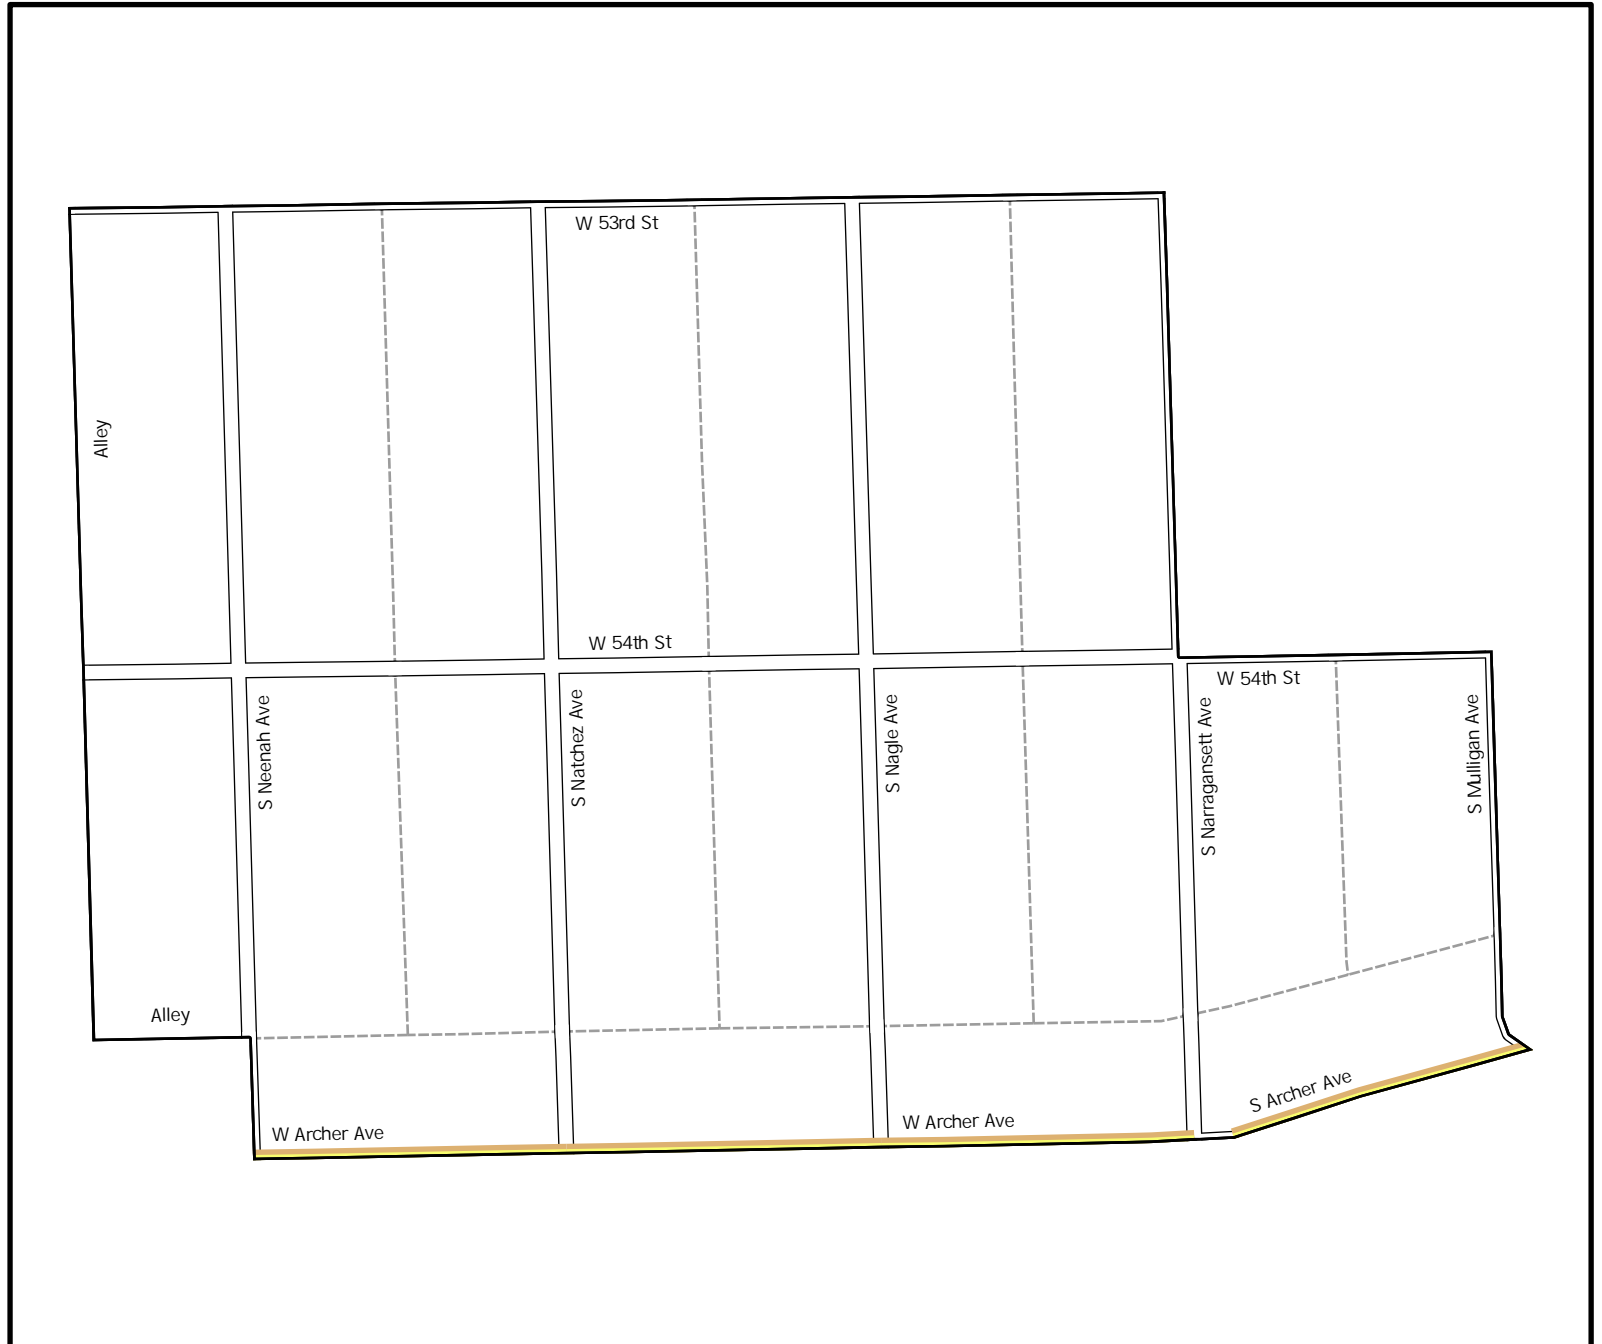 W 53rd St
Alley
W 54th St
W 54th St
S Neenah Ave
S Natchez Ave
S Nagle Ave
S Narragansett Ave
S Mulligan Ave
Alley
S Archer Ave
W Archer Ave
W Archer Ave